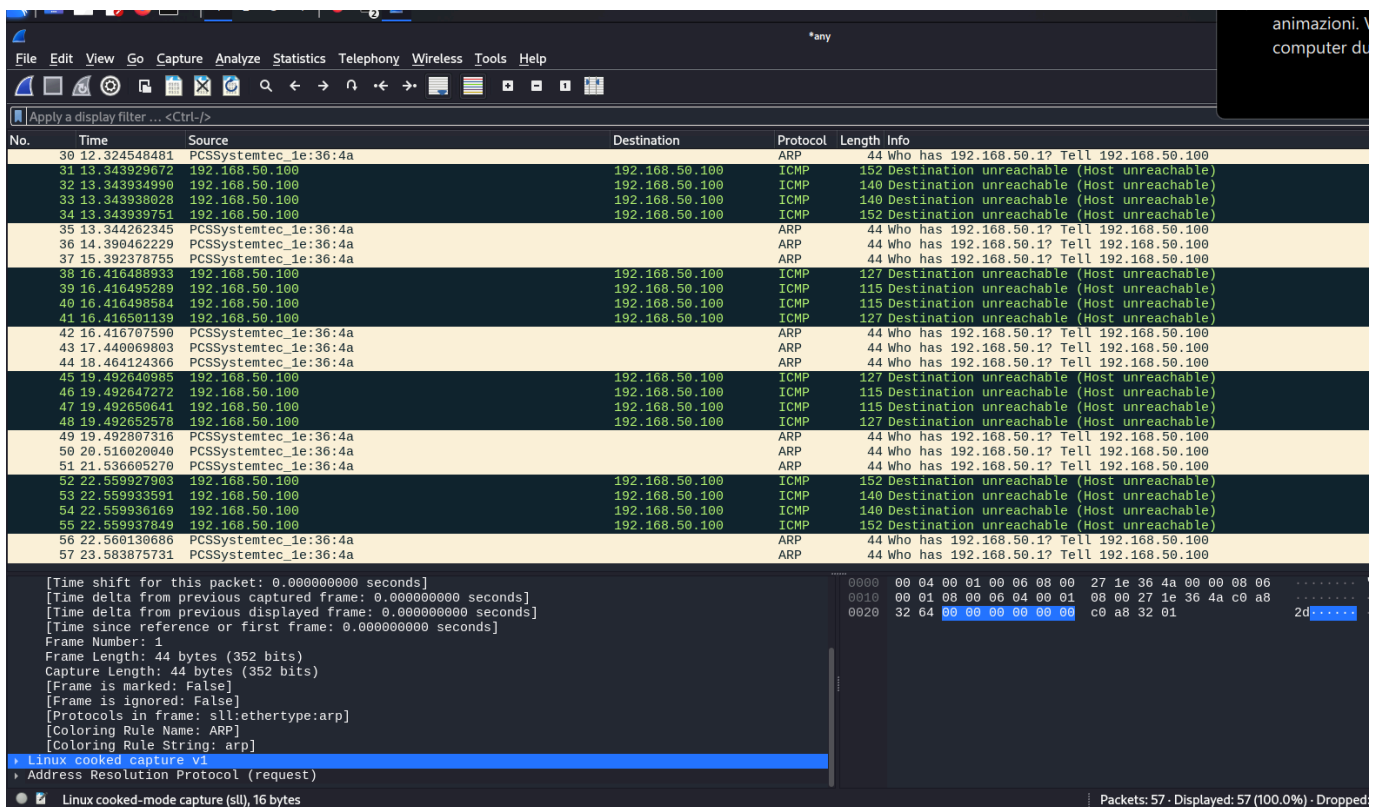 animazioni.
computer du
*any
File Edit View Go Capture Analyze Statistics Telephony Wireless Tools Help
Apply a display filter ... <Ctrl-/>
No. Time Source Destination Protocol Length Info
30 12.324548481 PCSSystemtec_1e:36:4a ARP 44 Who has 192.168.50.1? Tell 192.168.50.100
31 13.343929672 192.168.50.100 192.168.50.100 ICMP 152 Destination unreachable (Host unreachable)
32 13.343934990 192.168.50.100 192.168.50.100 ICMP 140 Destination unreachable (Host unreachable)
33 13.343938028 192.168.50.100 192.168.50.100 ICMP 140 Destination unreachable (Host unreachable)
34 13.343939751 192.168.50.100 192.168.50.100 ICMP 152 Destination unreachable (Host unreachable)
35 13.344262345 PCSSystemtec_1e:36:4a ARP 44 Who has 192.168.50.1? Tell 192.168.50.100
36 14.390462229 PCSSystemtec_1e:36:4a ARP 44 Who has 192.168.50.1? Tell 192.168.50.100
37 15.392378755 PCSSystemtec_1e:36:4a ARP 44 Who has 192.168.50.1? Tell 192.168.50.100
38 16.416488933 192.168.50.100 192.168.50.100 ICMP 127 Destination unreachable (Host unreachable)
39 16.416495289 192.168.50.100 192.168.50.100 ICMP 115 Destination unreachable (Host unreachable)
40 16.416498584 192.168.50.100 192.168.50.100 ICMP 115 Destination unreachable (Host unreachable)
41 16.416501139 192.168.50.100 192.168.50.100 ICMP 127 Destination unreachable (Host unreachable)
42 16.416707590 PCSSystemtec_1e:36:4a ARP 44 Who has 192.168.50.1? Tell 192.168.50.100
43 17.440069803 PCSSystemtec_1e:36:4a ARP 44 Who has 192.168.50.1? Tell 192.168.50.100
44 18.464124366 PCSSystemtec_1e:36:4a ARP 44 Who has 192.168.50.1? Tell 192.168.50.100
45 19.492640985 192.168.50.100 192.168.50.100 ICMP 127 Destination unreachable (Host unreachable)
46 19.492647272 192.168.50.100 192.168.50.100 ICMP 115 Destination unreachable (Host unreachable)
47 19.492650641 192.168.50.100 192.168.50.100 ICMP 115 Destination unreachable (Host unreachable)
48 19.492652578 192.168.50.100 192.168.50.100 ICMP 127 Destination unreachable (Host unreachable)
49 19.492807316 PCSSystemtec_1e:36:4a ARP 44 Who has 192.168.50.1? Tell 192.168.50.100
50 20.516020040 PCSSystemtec_1e:36:4a ARP 44 Who has 192.168.50.1? Tell 192.168.50.100
51 21.536605270 PCSSystemtec_1e:36:4a ARP 44 Who has 192.168.50.1? Tell 192.168.50.100
52 22.559927903 192.168.50.100 192.168.50.100 ICMP 152 Destination unreachable (Host unreachable)
53 22.559933591 192.168.50.100 192.168.50.100 ICMP 140 Destination unreachable (Host unreachable)
54 22.559936169 192.168.50.100 192.168.50.100 ICMP 140 Destination unreachable (Host unreachable)
55 22.559937849 192.168.50.100 192.168.50.100 ICMP 152 Destination unreachable (Host unreachable)
56 22.560130686 PCSSystemtec_1e:36:4a ARP 44 Who has 192.168.50.1? Tell 192.168.50.100
57 23.583875731 PCSSystemtec_1e:36:4a ARP 44 Who has 192.168.50.1? Tell 192.168.50.100
[Time shift for this packet: 0.000000000 seconds]
[Time delta from previous captured frame: 0.000000000 seconds]
[Time delta from previous displayed frame: 0.000000000 seconds]
[Time since reference or first frame: 0.000000000 seconds]
Frame Number: 1
Frame Length: 44 bytes (352 bits)
Capture Length: 44 bytes (352 bits)
[Frame is marked: False]
[Frame is ignored: False]
[Protocols in frame: sll:ethertype:arp]
[Coloring Rule Name: ARP]
[Coloring Rule String: arp]
Linux cooked capture v1
Address Resolution Protocol (request)
0000 00 04 00 01 00 06 08 00 27 1e 36 4a 00 00 08 06 ········
0010 00 01 08 00 06 04 00 01 08 00 27 1e 36 4a c0 a8 ········
0020 32 64 00 00 00 00 00 00 c0 a8 32 01 2d······
Linux cooked-mode capture (sll), 16 bytes
Packets: 57 · Displayed: 57 (100.0%) · Dropped: